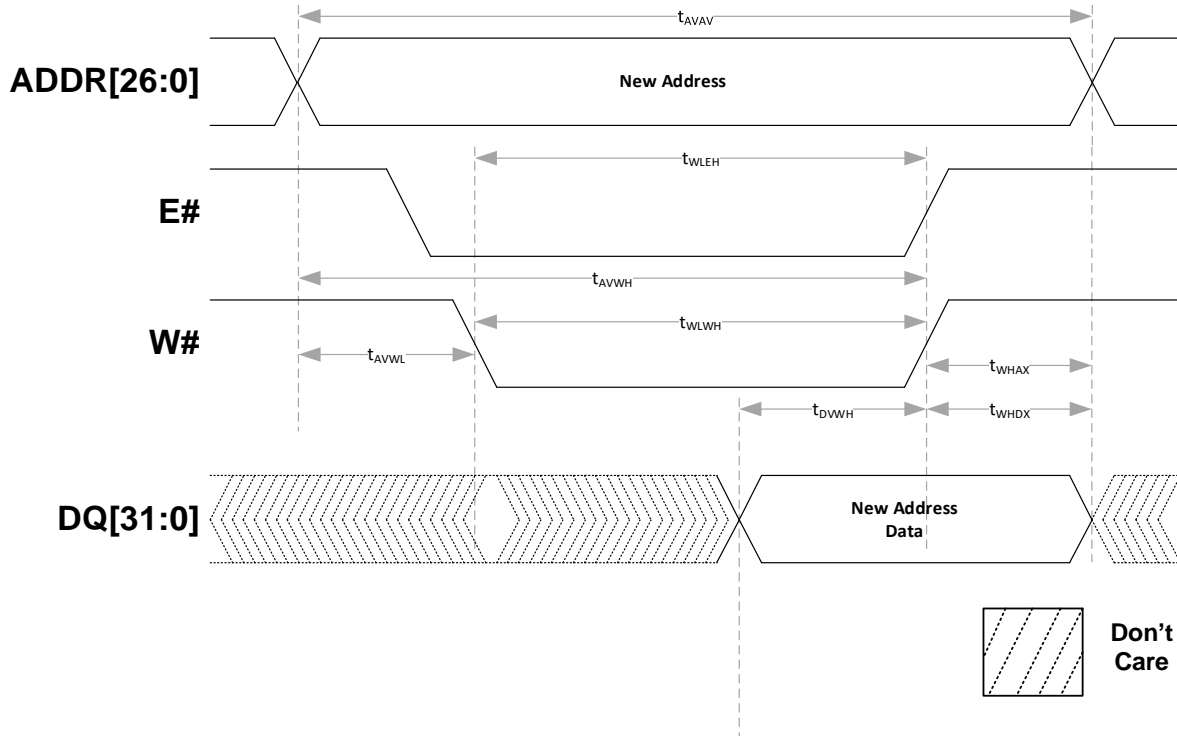 tAVAV
ADDR[26:0]
New Address
tWLEH
E#
tAVWH
W#
tWLWH
tAVWL
tWHAX
tDVWH
tWHDX
DQ[31:0]
New Address
Data
Don't
Care